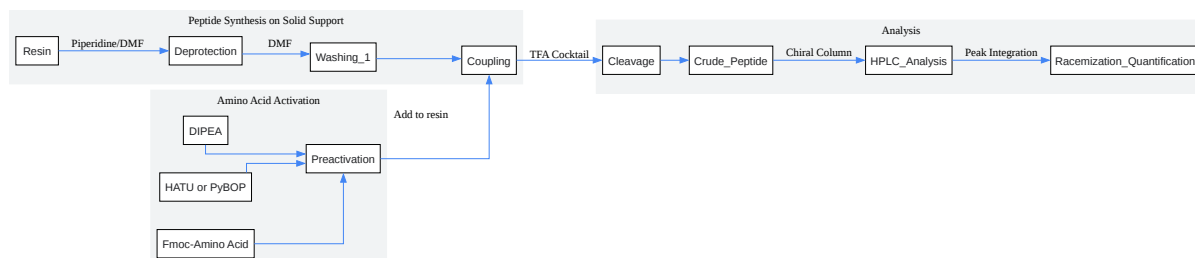 Peptide Synthesis on Solid Support
Resin
Piperidine/DMF
Deprotection
DMF
Washing_1
Coupling
TFA Cocktail
Analysis
Cleavage
Crude_Peptide
Chiral Column
HPLC_Analysis
Peak Integration
Racemization_Quantification
Amino Acid Activation
DIPEA
HATU or PyBOP
Fmoc-Amino Acid
Preactivation
Add to resin